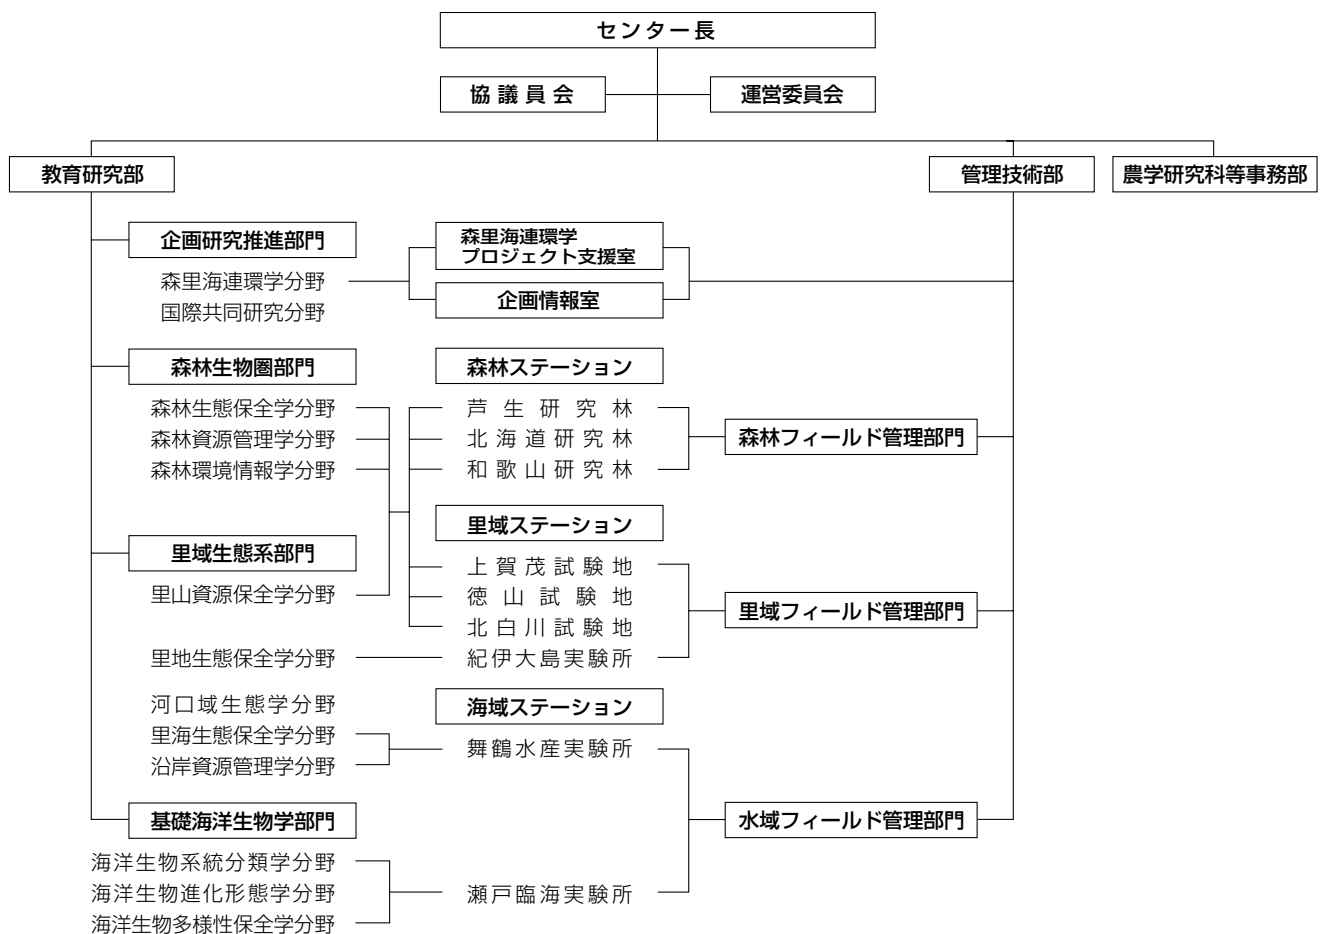 センター長
協議員会
運営委員会
教育研究部
管理技術部
農学研究科等事務部
企画研究推進部門
森里海連環学分野
国際共同研究分野
森里海連環学
プロジェクト支援室
企画情報室
森林生物圏部門
森林生態保全学分野
森林資源管理学分野
森林環境情報学分野
森林ステーション
芦生研究林
北海道研究林
和歌山研究林
森林フィールド管理部門
里域生態系部門
里山資源保全学分野
里地生態保全学分野
河口域生態学分野
里海生態保全学分野
沿岸資源管理学分野
里域ステーション
上賀茂試験地
徳山試験地
北白川試験地
紀伊大島実験所
里域フィールド管理部門
海域ステーション
舞鶴水産実験所
基礎海洋生物学部門
海洋生物系統分類学分野
海洋生物進化形態学分野
海洋生物多様性保全学分野
瀬戸臨海実験所
水域フィールド管理部門